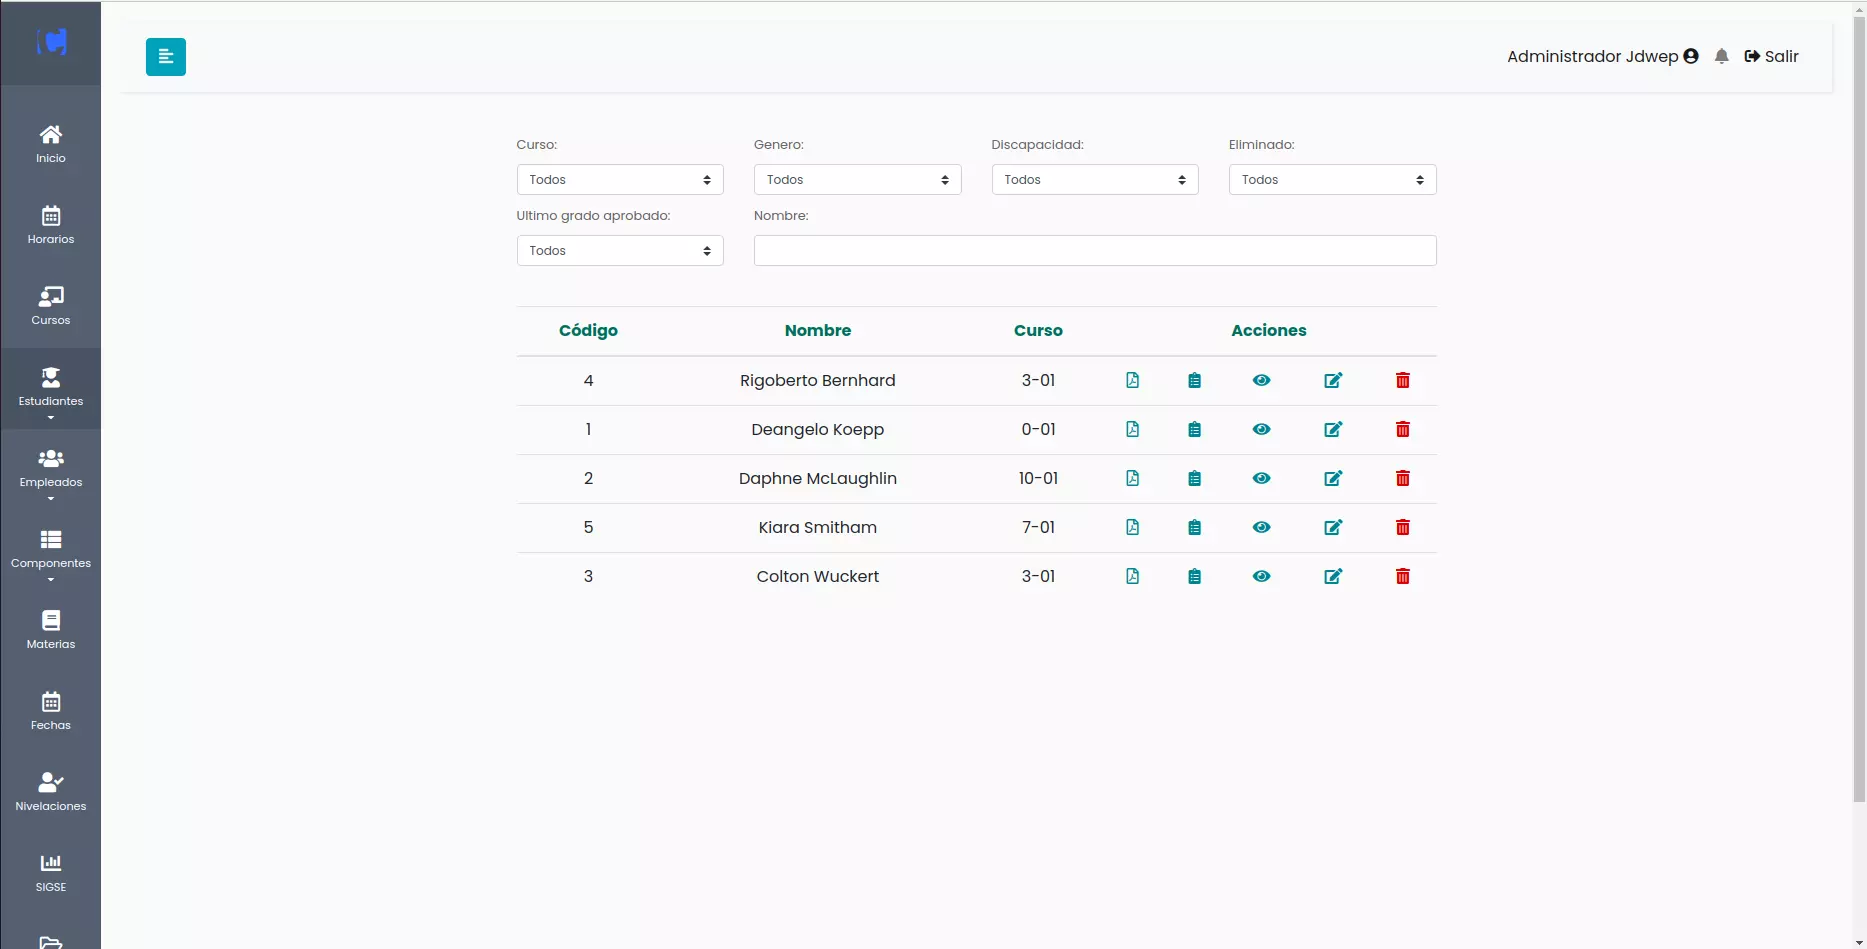 Administrador Jdwep Salir
Inicio
Horarios
Cursos
Estudiantes
Empleados
Componentes
Materias
Fechas
Nivelaciones
SIGSE
Curso: Genero: Discapacidad: Eliminado:
Todos Todos Todos Todos
Ultimo grado aprobado: Nombre:
Todos
Código Nombre Curso Acciones
4 Rigoberto Bernhard 3-01
1 Deangelo Koepp 0-01
2 Daphne McLaughlin 10-01
5 Kiara Smitham 7-01
3 Colton Wuckert 3-01